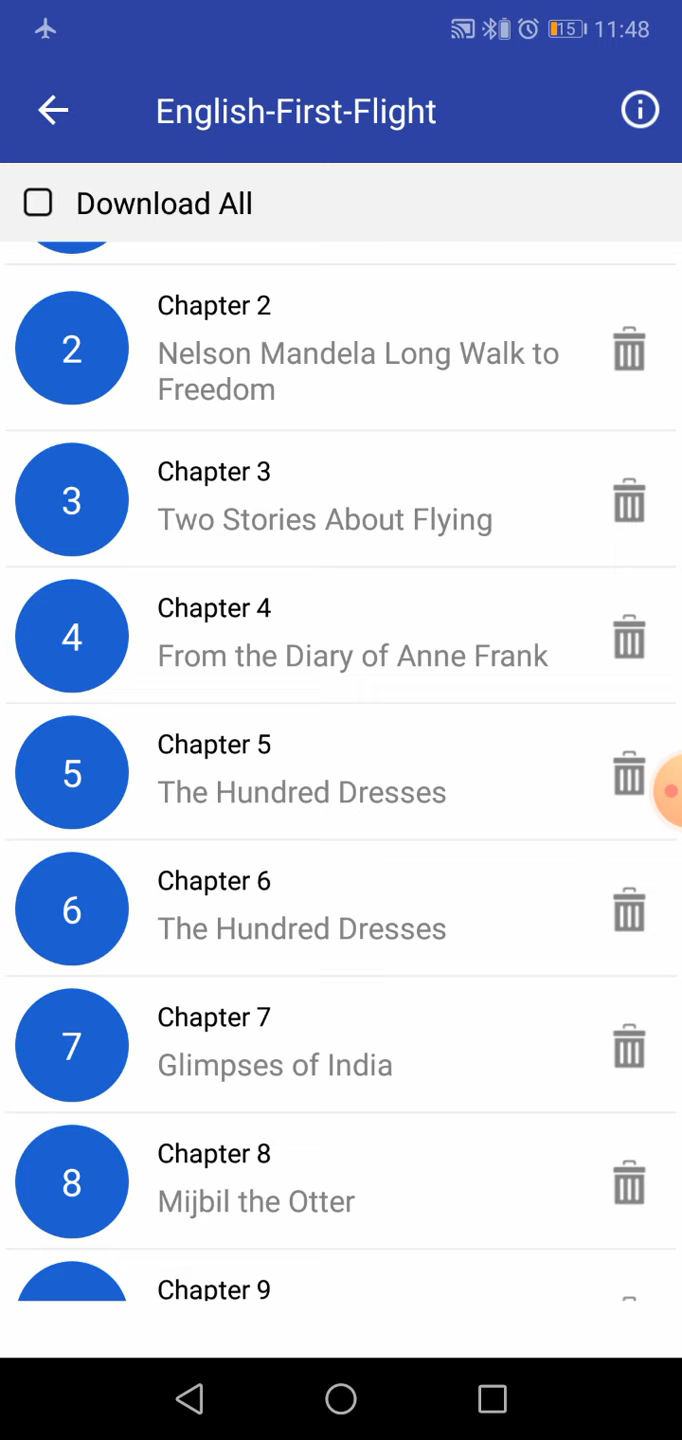 15 11:48
English-First-Flight
Download All
Chapter 2
2
Nelson Mandela Long Walk to
Freedom
Chapter 3
3
Two Stories About Flying
Chapter 4
4
From the Diary of Anne Frank
Chapter 5
5
The Hundred Dresses
Chapter 6
6
The Hundred Dresses
Chapter 7
7
Glimpses of India
Chapter 8
8
Mijbil the Otter
Chapter 9